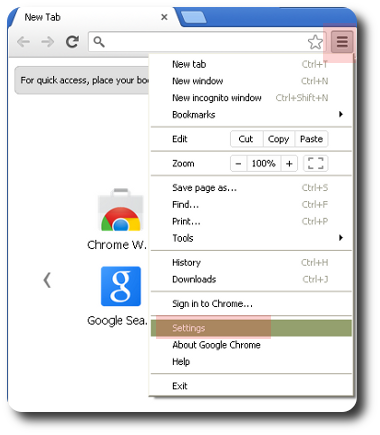 New Tab
For quick access, place your boo
New tab Ctrl+T
New window Ctrl+N
New incognito window Ctrl+Shift+N
Bookmarks
Edit Cut Copy Paste
Zoom − 100% +
Save page as... Ctrl+S
Find... Ctrl+F
Print... Ctrl+P
Tools
History Ctrl+H
Downloads Ctrl+J
Sign in to Chrome...
Settings
About Google Chrome
Help
Exit
Chrome W...
g
Google Sea...